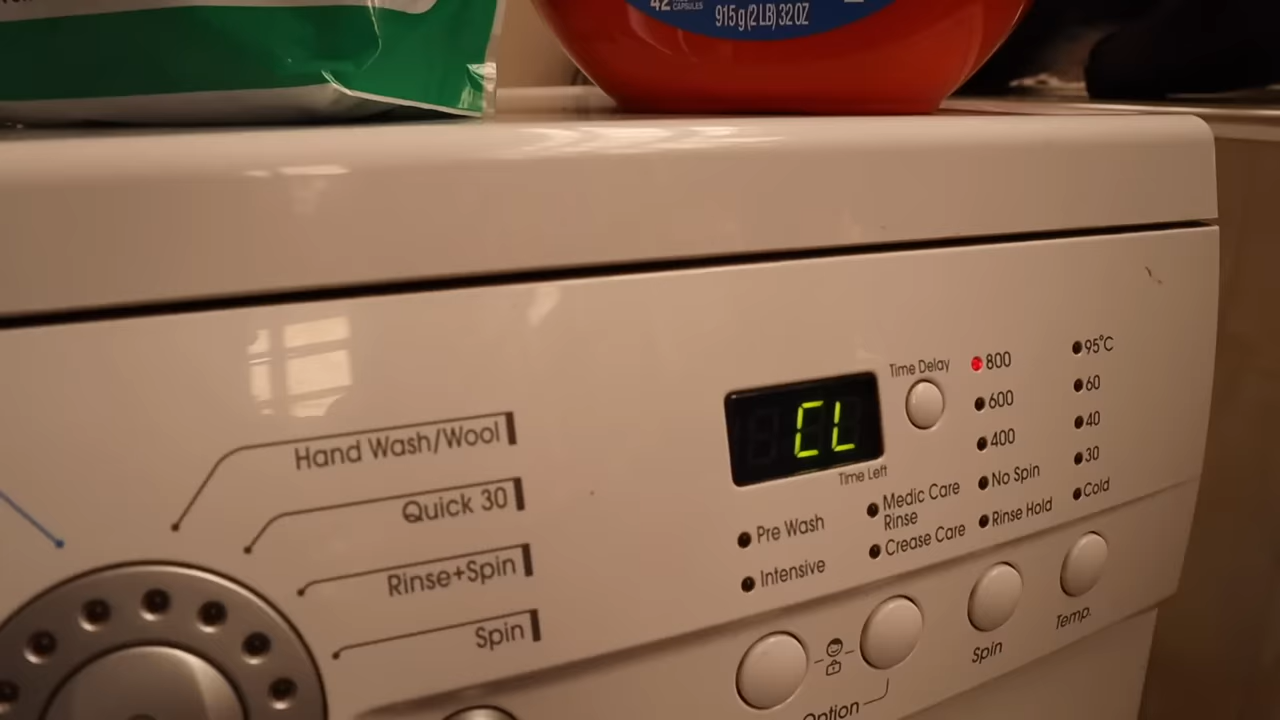 42 CAPSULES
915 g (2 LB) 32 OZ
Hand Wash/Wool
Quick 30
Rinse+Spin
Spin
CL
Time Left
Time Delay
Pre Wash
Intensive
Medic Care
Rinse
Crease Care
800
600
400
No Spin
Rinse Hold
95°C
60
40
30
Cold
Option
Spin
Temp.